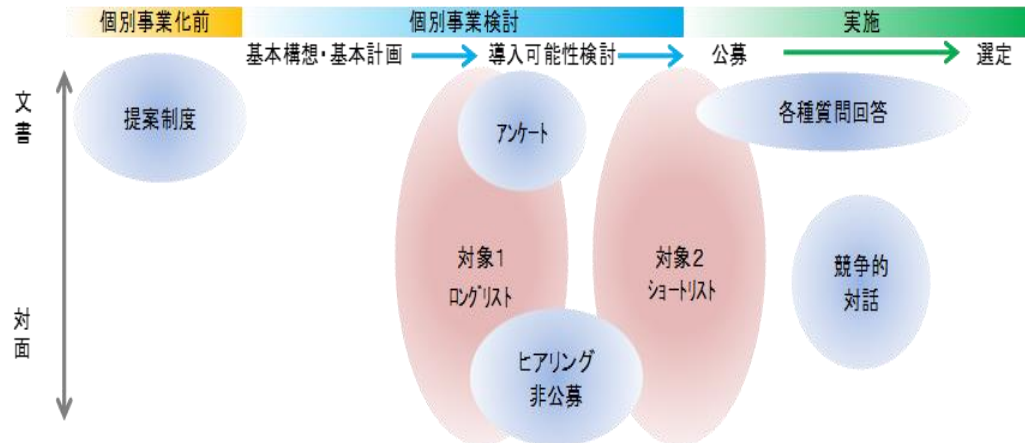 個別事業化前
個別事業検討
実施
基本構想・基本計画
導入可能性検討
公募
選定
文書
提案制度
アンケート
各種質問回答
対象1
ロングリスト
対象2
ショートリスト
競争的
対話
対面
ヒアリング
非公募